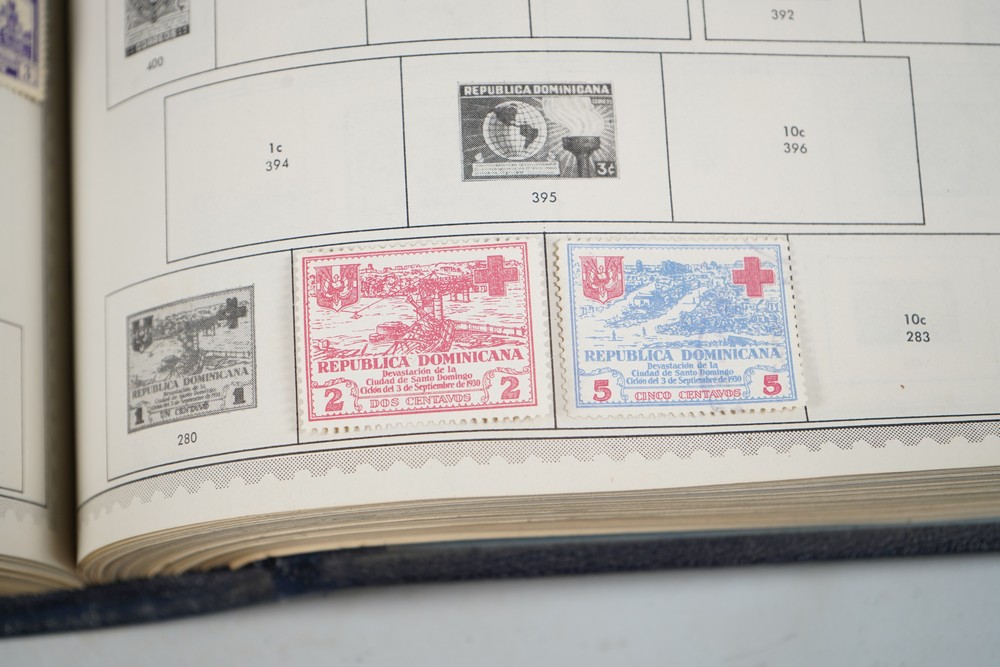 400
392
1c
394
REPUBLICA DOMINICANA
3¢
395
10c
396
REPUBLICA DOMINICANA
1 1
UN CENTAVO
280
REPUBLICA DOMINICANA
Devastación de la
Ciudad de Santo Domingo
Ciclón del 3 de Septiembre de 1930
2 2
DOS CENTAVOS
REPUBLICA DOMINICANA
Devastación de la
Ciudad de Santo Domingo
Ciclón del 3 de Septiembre de 1930
5 5
CINCO CENTAVOS
10c
283